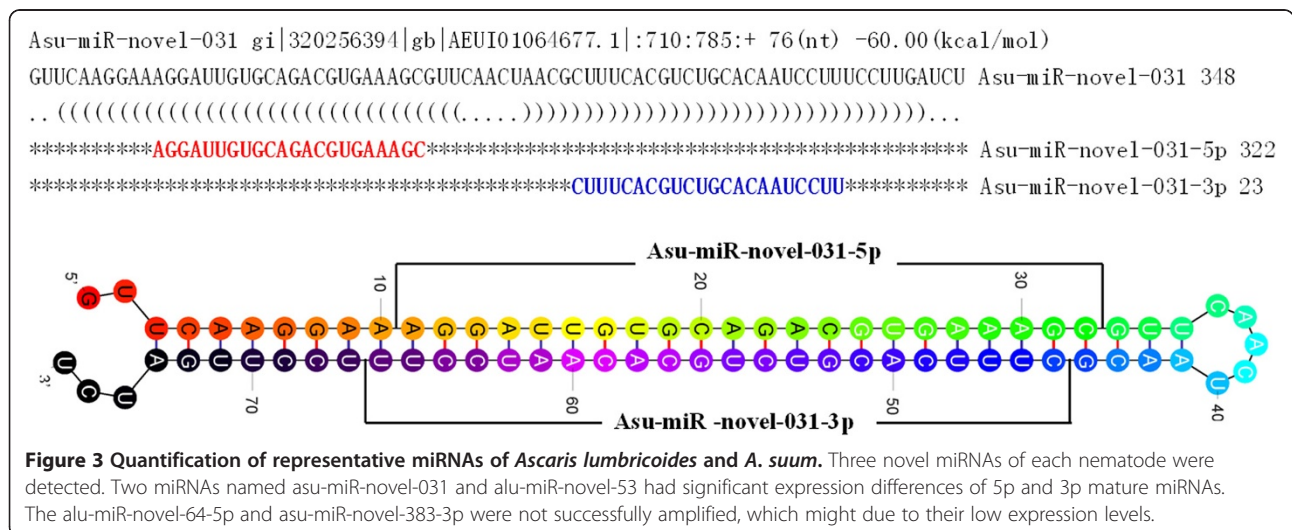 Asu-miR-novel-031 gi|320256394|gb|AEUI01064677.1|:710:785:+ 76(nt) -60.00(kcal/mol)
GUUCAAGGAAAGGAUUGUGCAGACGUGAAAGCGUUCAACUAACGCUUUCACGUCUGCACAAUCCUUUCCUUGAUCU Asu-miR-novel-031 348
..(((((((((((((((((((((((((((((((((.....)))))))))))))))))))))))))))))))))...
**********AGGAUUGUGCAGACGUGAAAGC******************************************** Asu-miR-novel-031-5p 322
********************************************CUUUCACGUCUGCACAAUCCUU********** Asu-miR-novel-031-3p 23
Asu-miR-novel-031-5p
5' 10 20 30
G U U C A A G G A A A G G A U U G U G C A G A C G U G A A A G C G U U C A A C U
3' U C U A G U U C C U U U C C U A A C A C G U C U G C A C U U U C G C A A
70 60 50 40
Asu-miR -novel-031-3p
Figure 3 Quantification of representative miRNAs of Ascaris lumbricoides and A. suum. Three novel miRNAs of each nematode were
detected. Two miRNAs named asu-miR-novel-031 and alu-miR-novel-53 had significant expression differences of 5p and 3p mature miRNAs.
The alu-miR-novel-64-5p and asu-miR-novel-383-3p were not successfully amplified, which might due to their low expression levels.